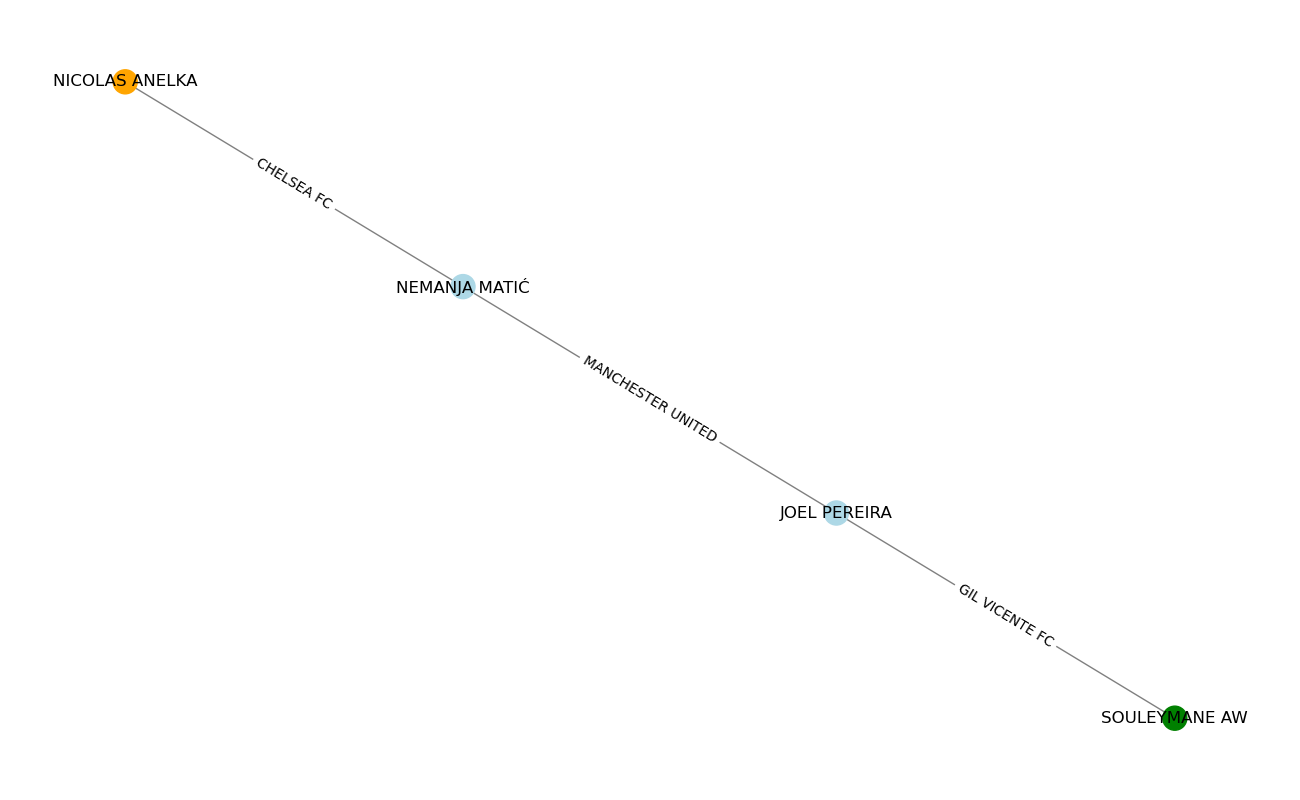 NICOLAS ANELKA
CHELSEA FC
NEMANJA MATIĆ
MANCHESTER UNITED
JOEL PEREIRA
GIL VICENTE FC
SOULEYMANE AW